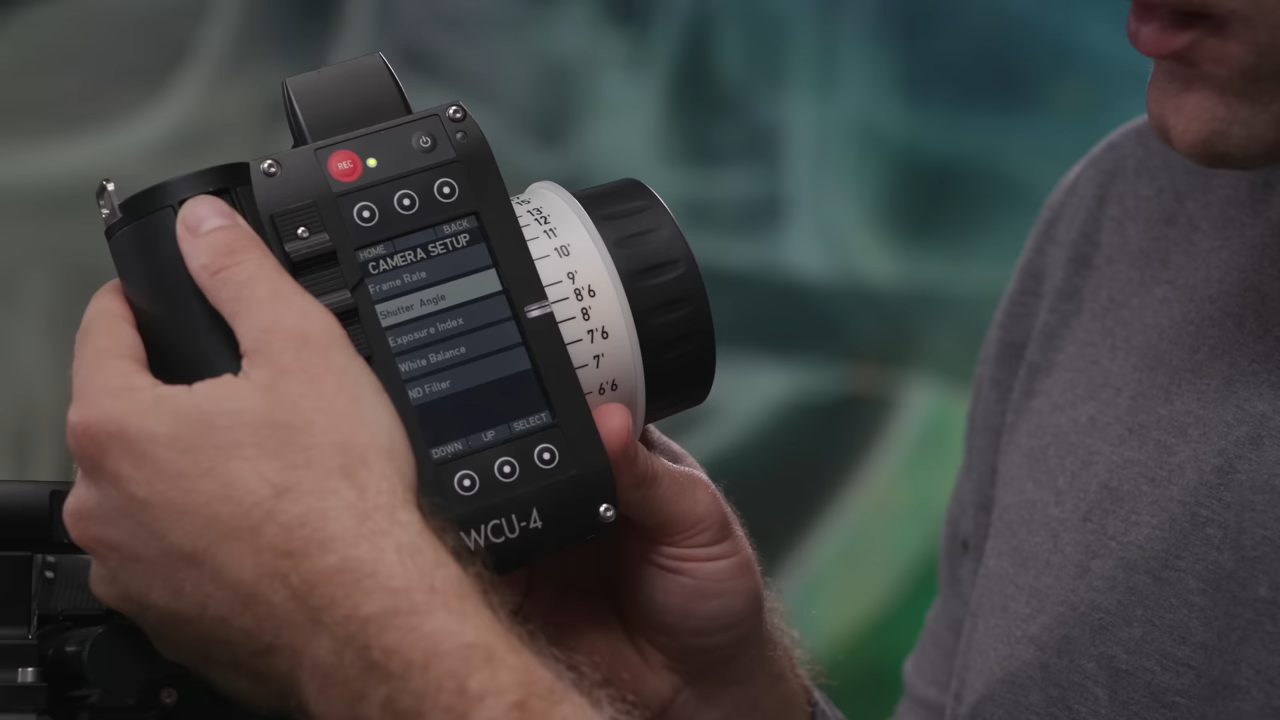 REC
HOME
BACK
CAMERA SETUP
Frame Rate
Shutter Angle
Exposure Index
White Balance
ND Filter
DOWN
UP
SELECT
WCU-4
15'
13'
12'
11'
10'
9'
8'6
8'
7'6
7'
6'6